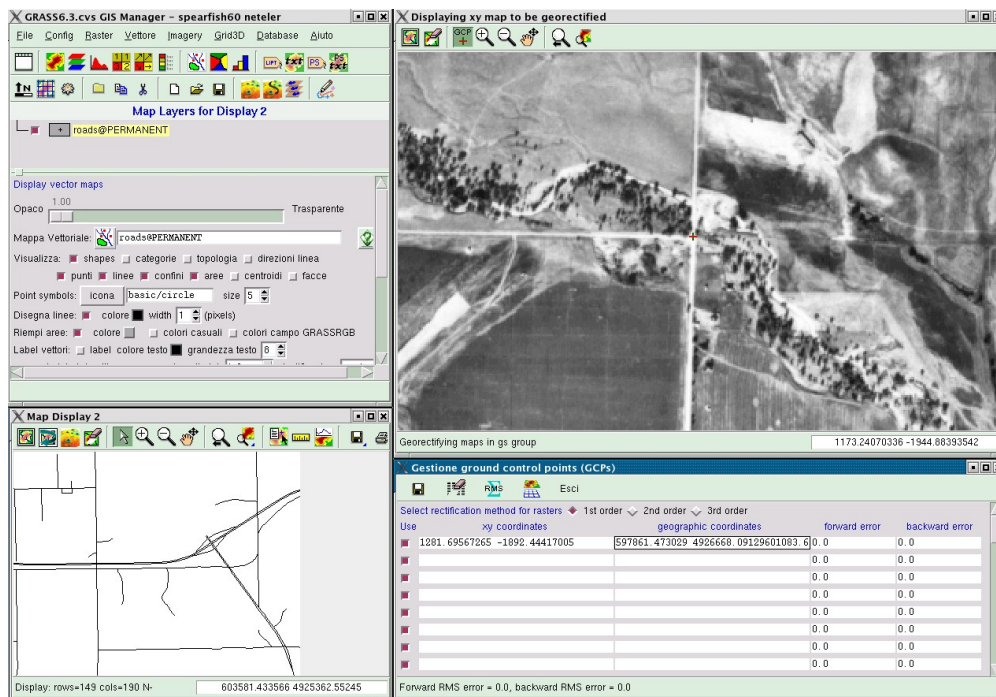 GRASS6.3.cvs GIS Manager - spearfish60 neteler
File Config Raster Vettore Imagery Grid3D Database Aiuto
Map Layers for Display 2
roads@PERMANENT
Display vector maps
1.00
Opaco Trasparente
Mappa Vettoriale: roads@PERMANENT
Visualizza: shapes categorie topologia direzioni linea
punti linee confini aree centroidi facce
Point symbols: icona basic/circle size 5
Disegna linee: colore width 1 (pixels)
Riempi aree: colore colori casuali colori campo GRASSRGB
Label vettori: label colore testo grandezza testo 8
Map Display 2
Display: rows=149 cols=190 N- 603581.433566 4925362.55245
Displaying xy map to be georectified
GCP
Georectifying maps in gs group 1173.24070336 -1944.88393542
Gestione ground control points (GCPs)
RMS Esci
Select rectification method for rasters 1st order 2nd order 3rd order
Use xy coordinates geographic coordinates forward error backward error
1281.69567265 -1892.44417005 597861.473029 4926668.09129601083.6 0.0 0.0
0.0 0.0
0.0 0.0
0.0 0.0
0.0 0.0
0.0 0.0
0.0 0.0
0.0 0.0
Forward RMS error = 0.0, backward RMS error = 0.0